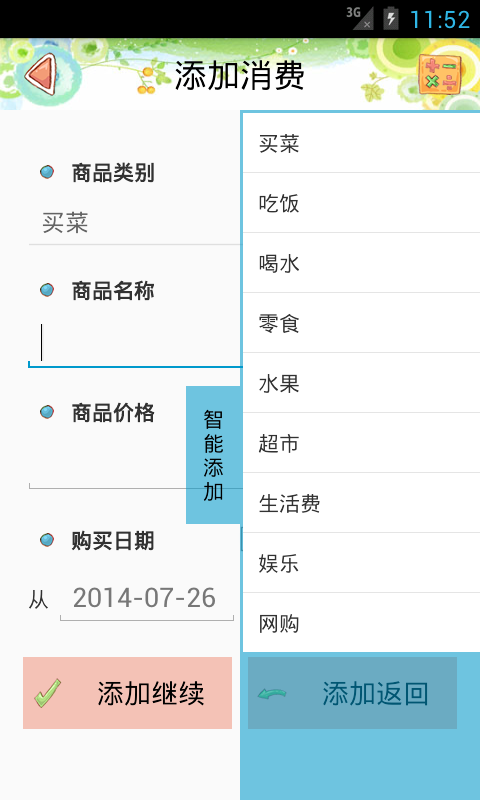 3G 11:52
添加消费
商品类别
买菜
商品名称
商品价格
智能添加
购买日期
从 2014-07-26
添加继续
买菜
吃饭
喝水
零食
水果
超市
生活费
娱乐
网购
添加返回